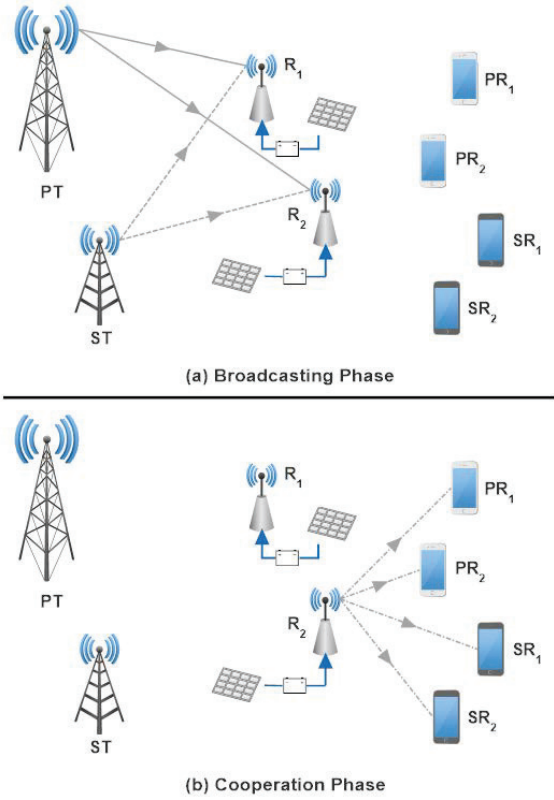 R1
PR1
PT
PR2
R2
SR1
ST
SR2
(a) Broadcasting Phase
R1
PR1
PT
PR2
R2
SR1
ST
SR2
(b) Cooperation Phase